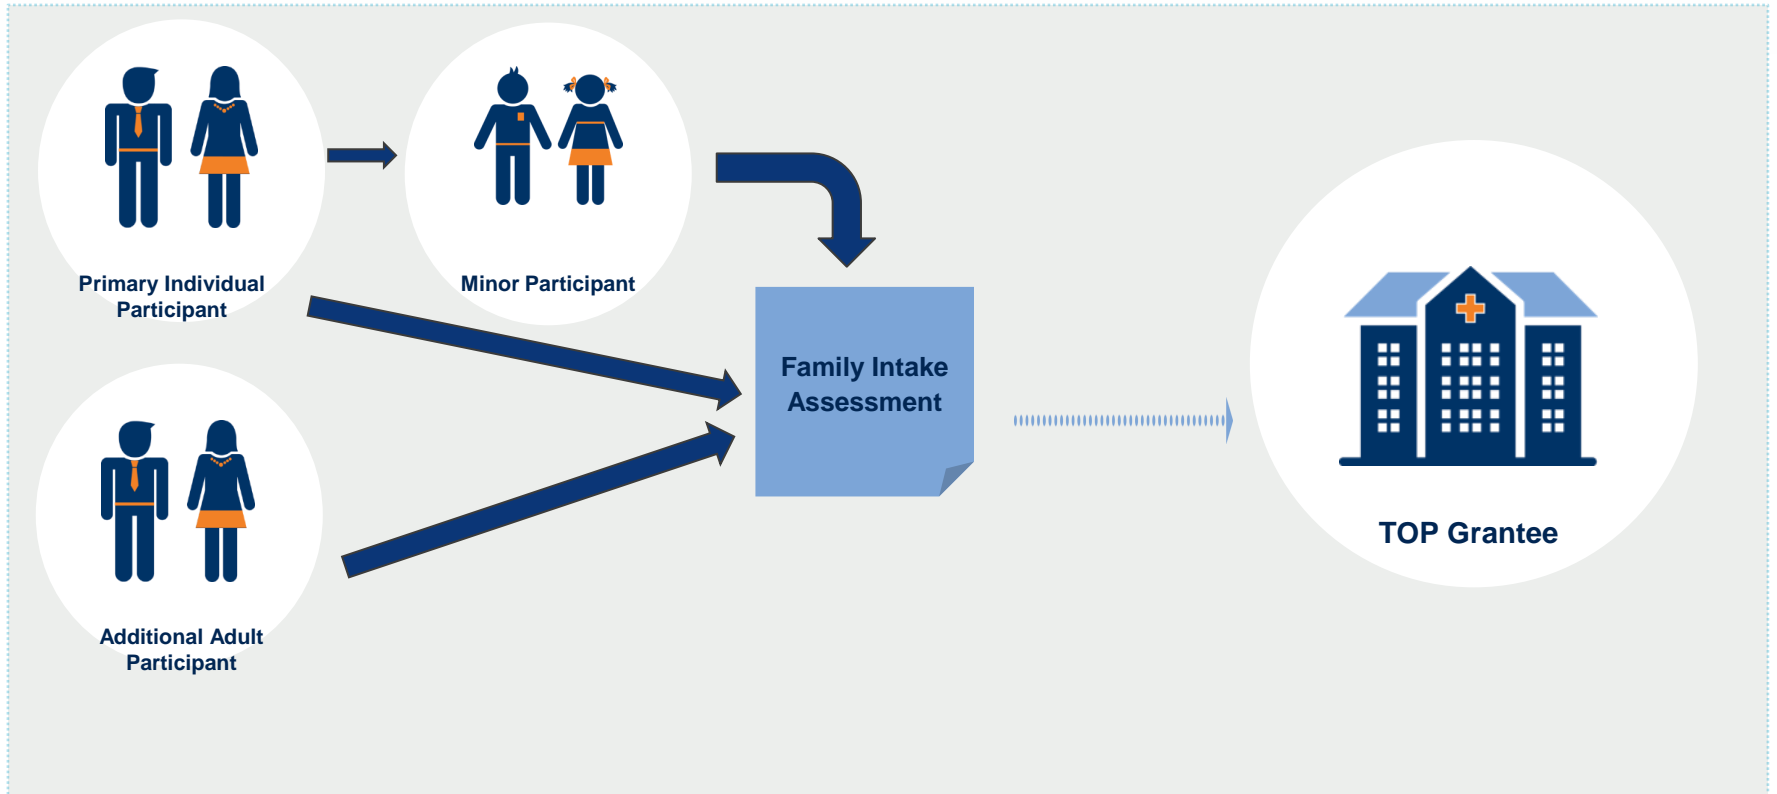 Primary Individual
Participant
Minor Participant
Family Intake
Assessment
TOP Grantee
Additional Adult
Participant